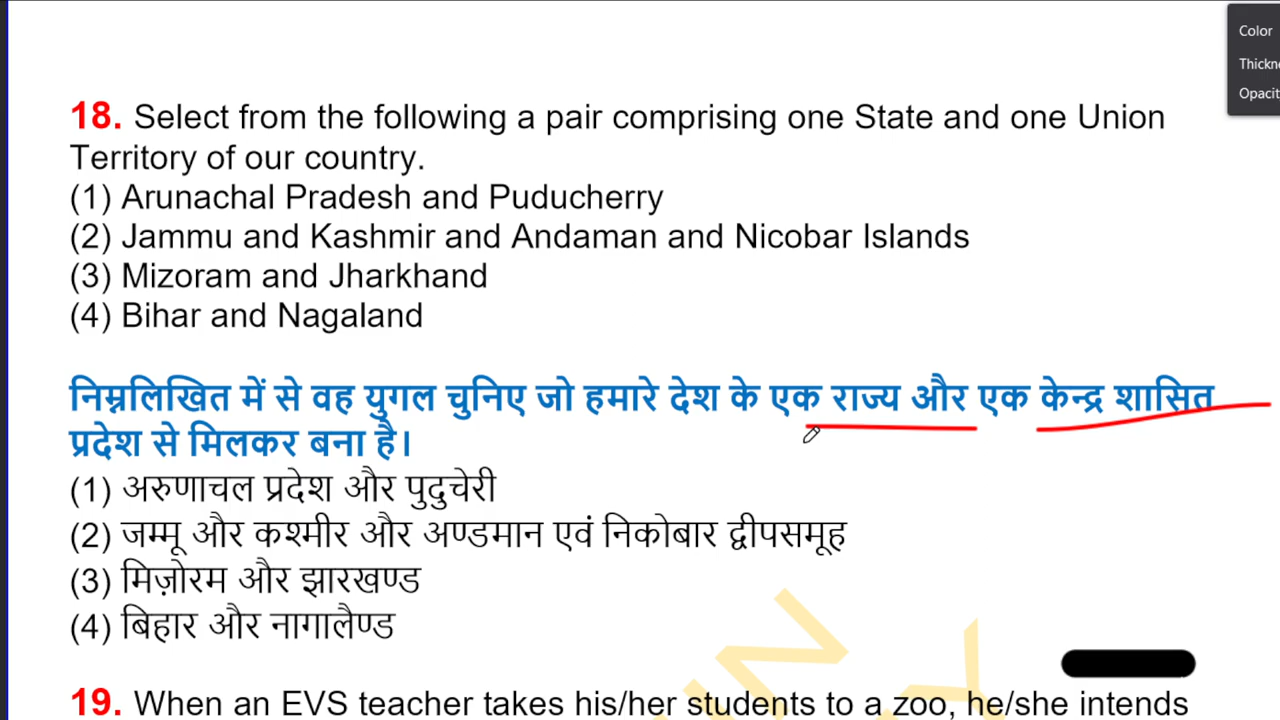 Color
Thickne
Opacit
18. Select from the following a pair comprising one State and one Union
Territory of our country.
(1) Arunachal Pradesh and Puducherry
(2) Jammu and Kashmir and Andaman and Nicobar Islands
(3) Mizoram and Jharkhand
(4) Bihar and Nagaland
निम्नलिखित में से वह युगल चुनिए जो हमारे देश के एक राज्य और एक केन्द्र शासित
प्रदेश से मिलकर बना है।
(1) अरुणाचल प्रदेश और पुदुचेरी
(2) जम्मू और कश्मीर और अण्डमान एवं निकोबार द्वीपसमूह
(3) मिज़ोरम और झारखण्ड
(4) बिहार और नागालैण्ड
19. When an EVS teacher takes his/her students to a zoo, he/she intends